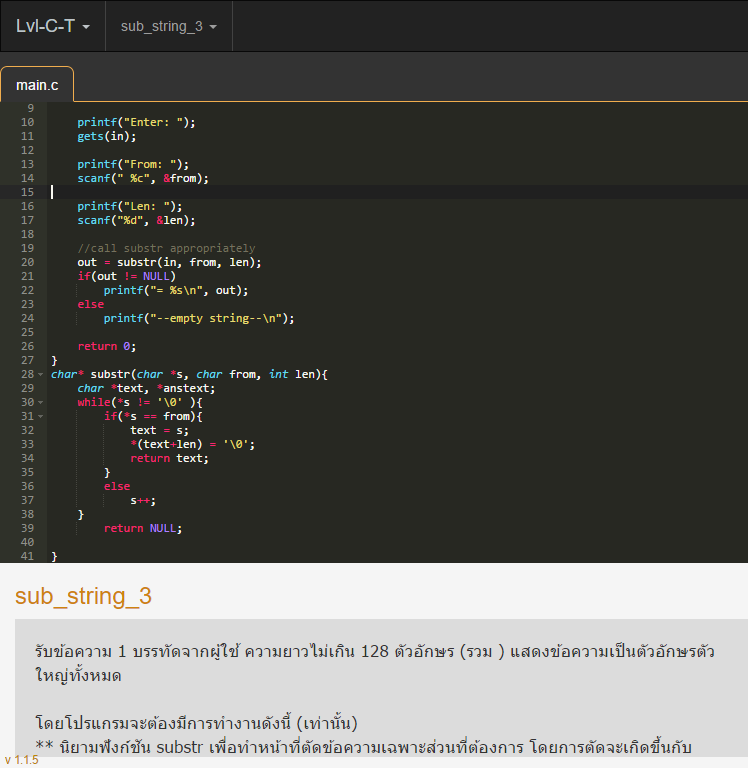 Lvl-C-T sub_string_3
main.c
9
10 printf("Enter: ");
11 gets(in);
12
13 printf("From: ");
14 scanf(" %c", &from);
15
16 printf("Len: ");
17 scanf("%d", &len);
18
19 //call substr appropriately
20 out = substr(in, from, len);
21 if(out != NULL)
22 printf("= %s\n", out);
23 else
24 printf("--empty string--\n");
25
26 return 0;
27 }
28 char* substr(char *s, char from, int len){
29 char *text, *anstext;
30 while(*s != '\0' ){
31 if(*s == from){
32 text = s;
33 *(text+len) = '\0';
34 return text;
35 }
36 else
37 s++;
38 }
39 return NULL;
40
41 }
sub_string_3
รับข้อความ 1 บรรทัดจากผู้ใช้ ความยาวไม่เกิน 128 ตัวอักษร (รวม ) แสดงข้อความเป็นตัวอักษรตัว
ใหญ่ทั้งหมด
โดยโปรแกรมจะต้องมีการทำงานดังนี้ (เท่านั้น)
** นิยามฟังก์ชัน substr เพื่อทำหน้าที่ตัดข้อความเฉพาะส่วนที่ต้องการ โดยการตัดจะเกิดขึ้นกับ
v 1.1.5